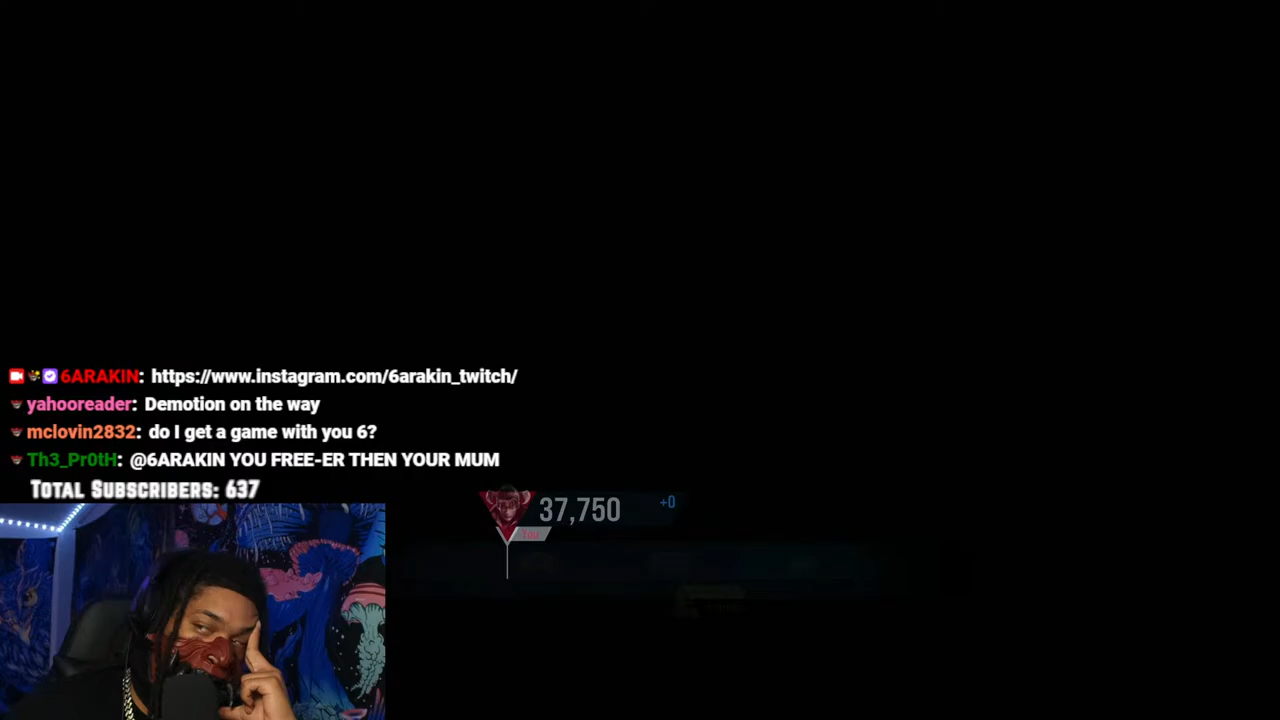 6ARAKIN: https://www.instagram.com/6arakin_twitch/
yahooreader: Demotion on the way
mclovin2832: do I get a game with you 6?
Th3_Pr0tH: @6ARAKIN YOU FREE-ER THEN YOUR MUM
TOTAL SUBSCRIBERS: 637
37,750 +0
You